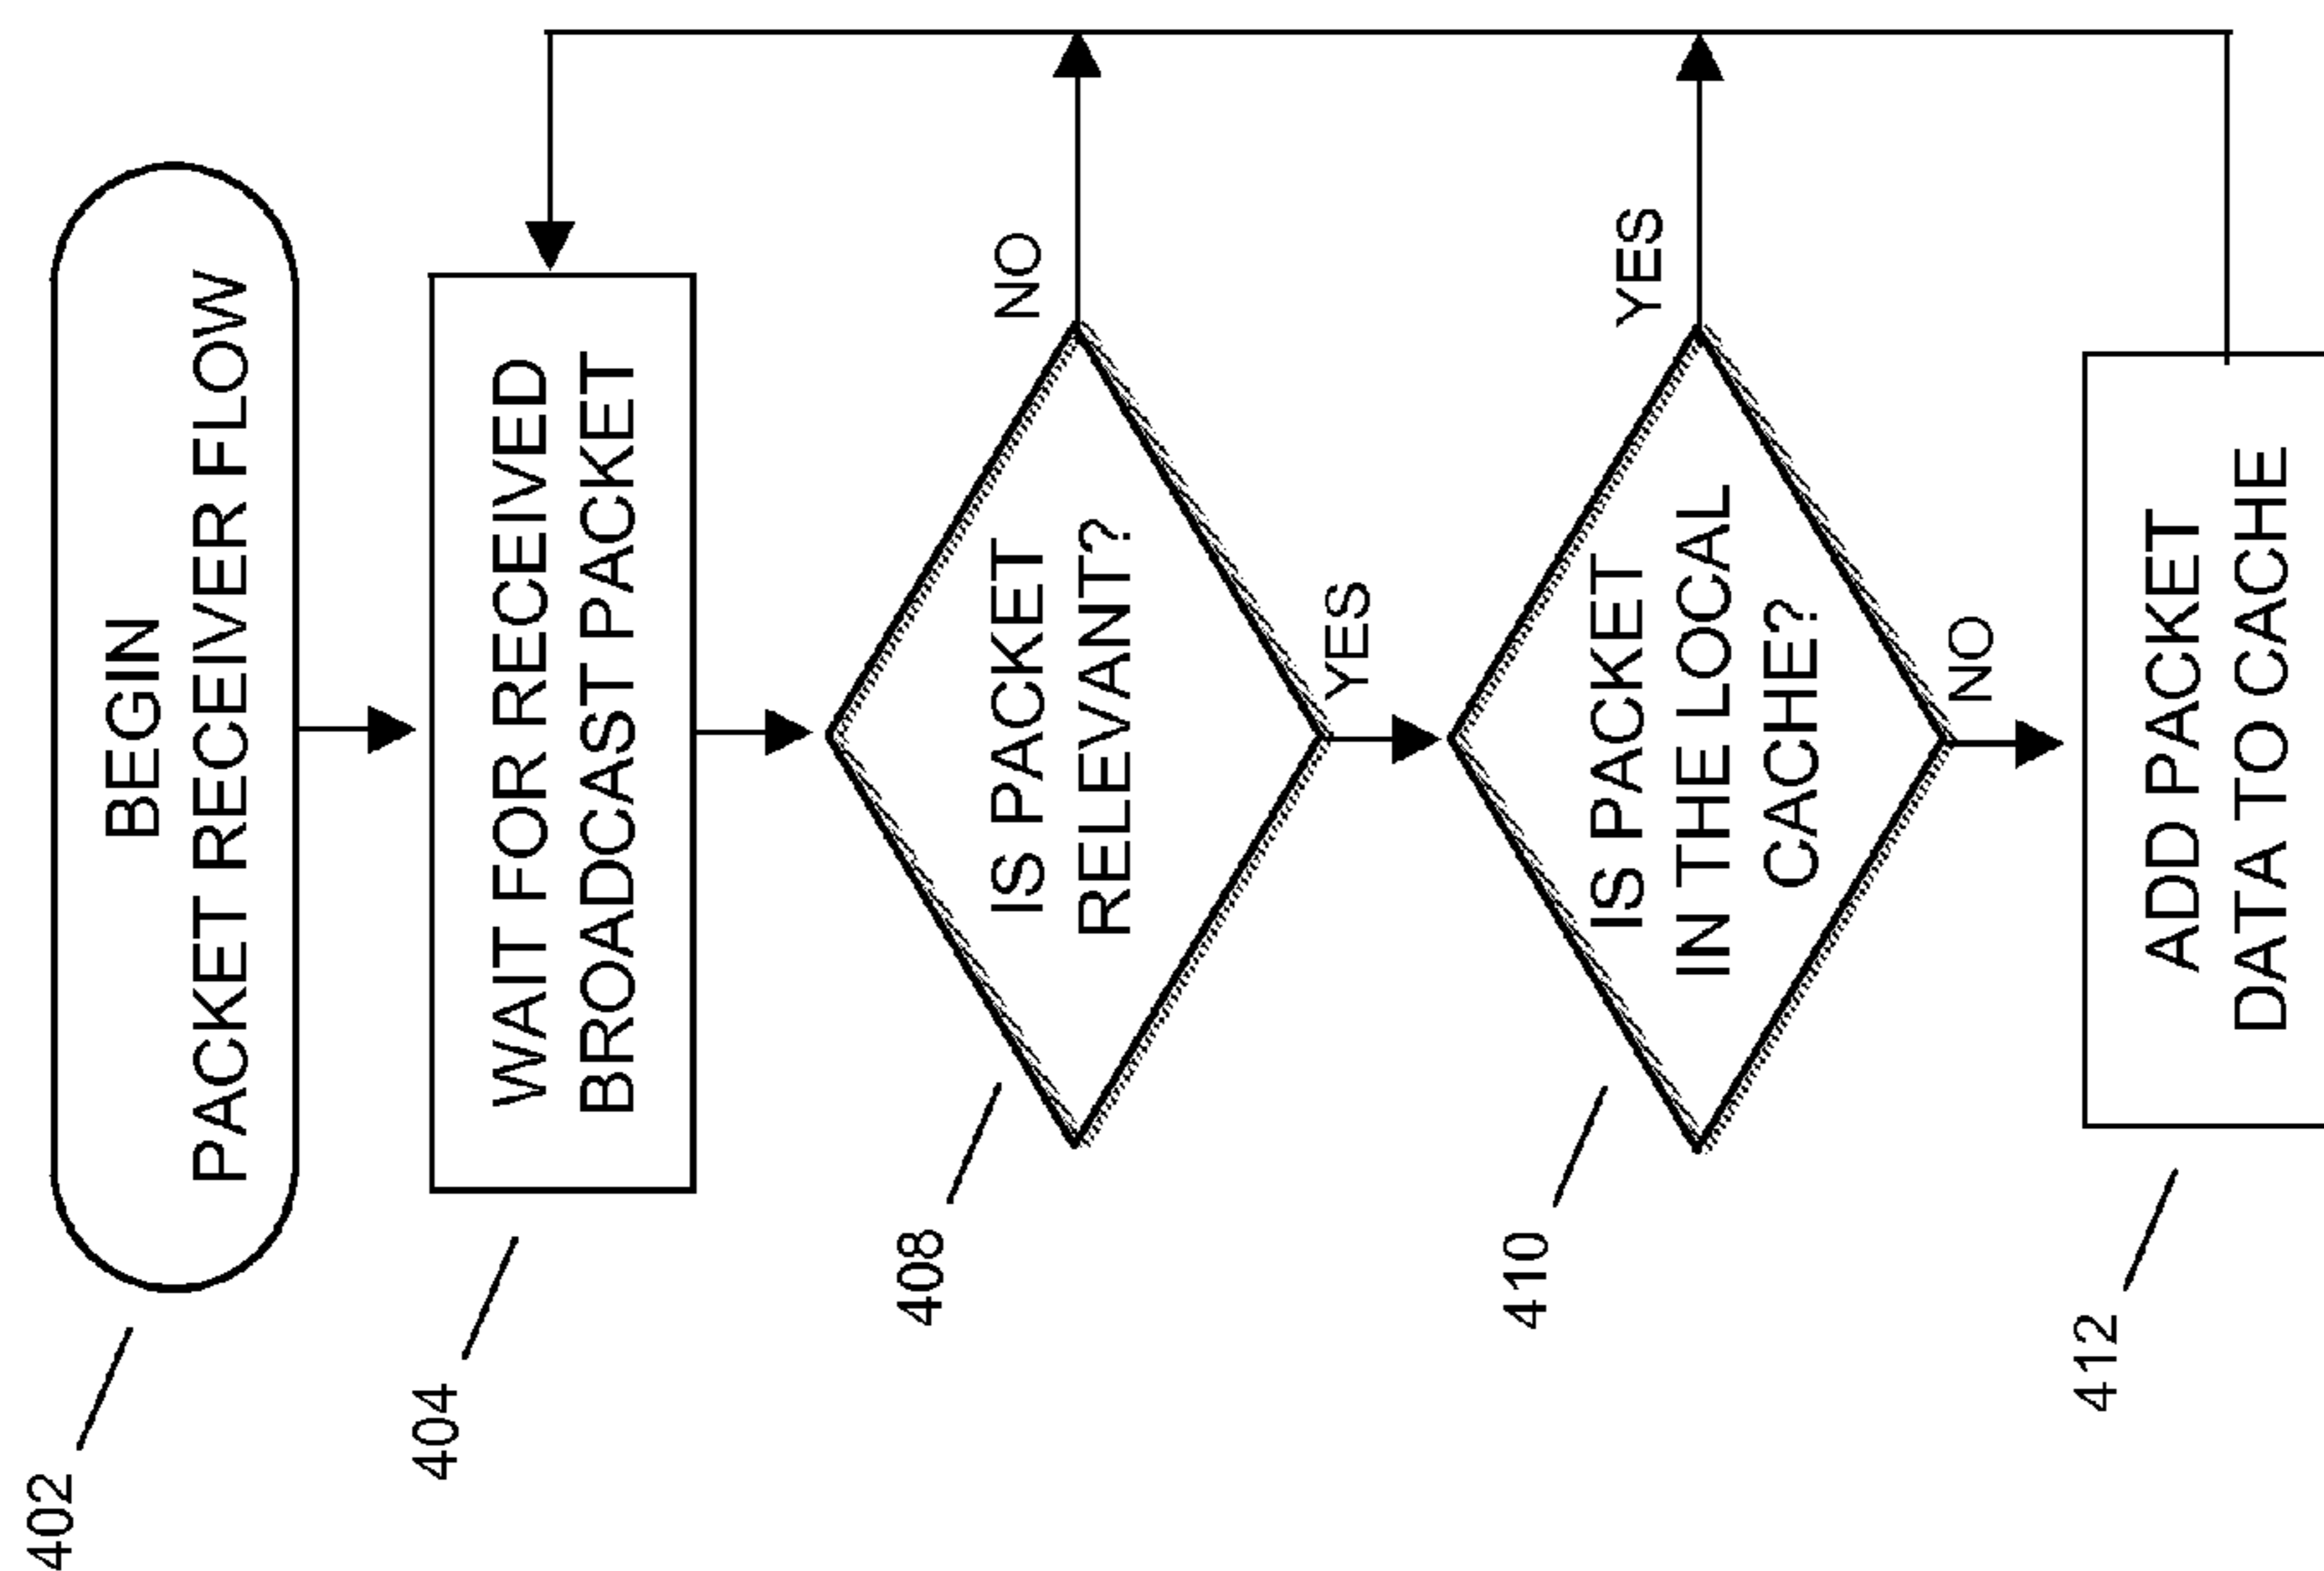 402
BEGIN
PACKET RECEIVER FLOW
404
WAIT FOR RECEIVED
BROADCAST PACKET
408
IS PACKET
RELEVANT?
NO
YES
410
IS PACKET
IN THE LOCAL
CACHE?
YES
NO
412
ADD PACKET
DATA TO CACHE